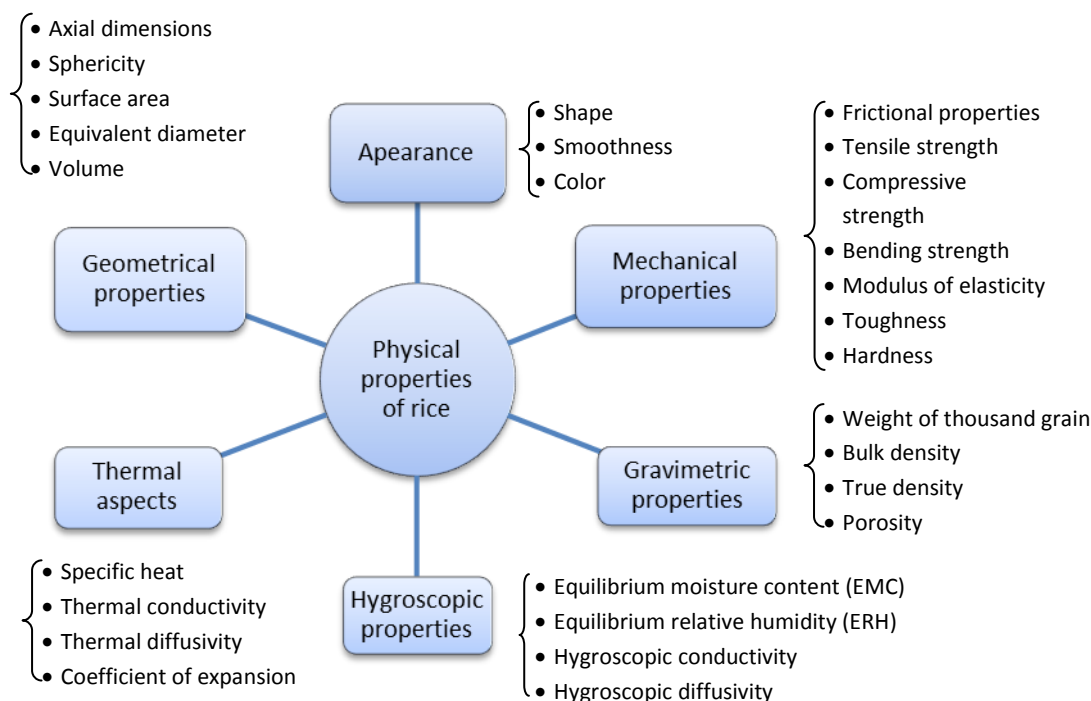 • Axial dimensions
• Sphericity
• Surface area
• Equivalent diameter
• Volume
Apearance
• Shape
• Smoothness
• Color
• Frictional properties
• Tensile strength
• Compressive
strength
• Bending strength
• Modulus of elasticity
• Toughness
• Hardness
Geometrical
properties
Mechanical
properties
Physical
properties
of rice
Thermal
aspects
Gravimetric
properties
• Weight of thousand grain
• Bulk density
• True density
• Porosity
• Specific heat
• Thermal conductivity
• Thermal diffusivity
• Coefficient of expansion
Hygroscopic
properties
• Equilibrium moisture content (EMC)
• Equilibrium relative humidity (ERH)
• Hygroscopic conductivity
• Hygroscopic diffusivity